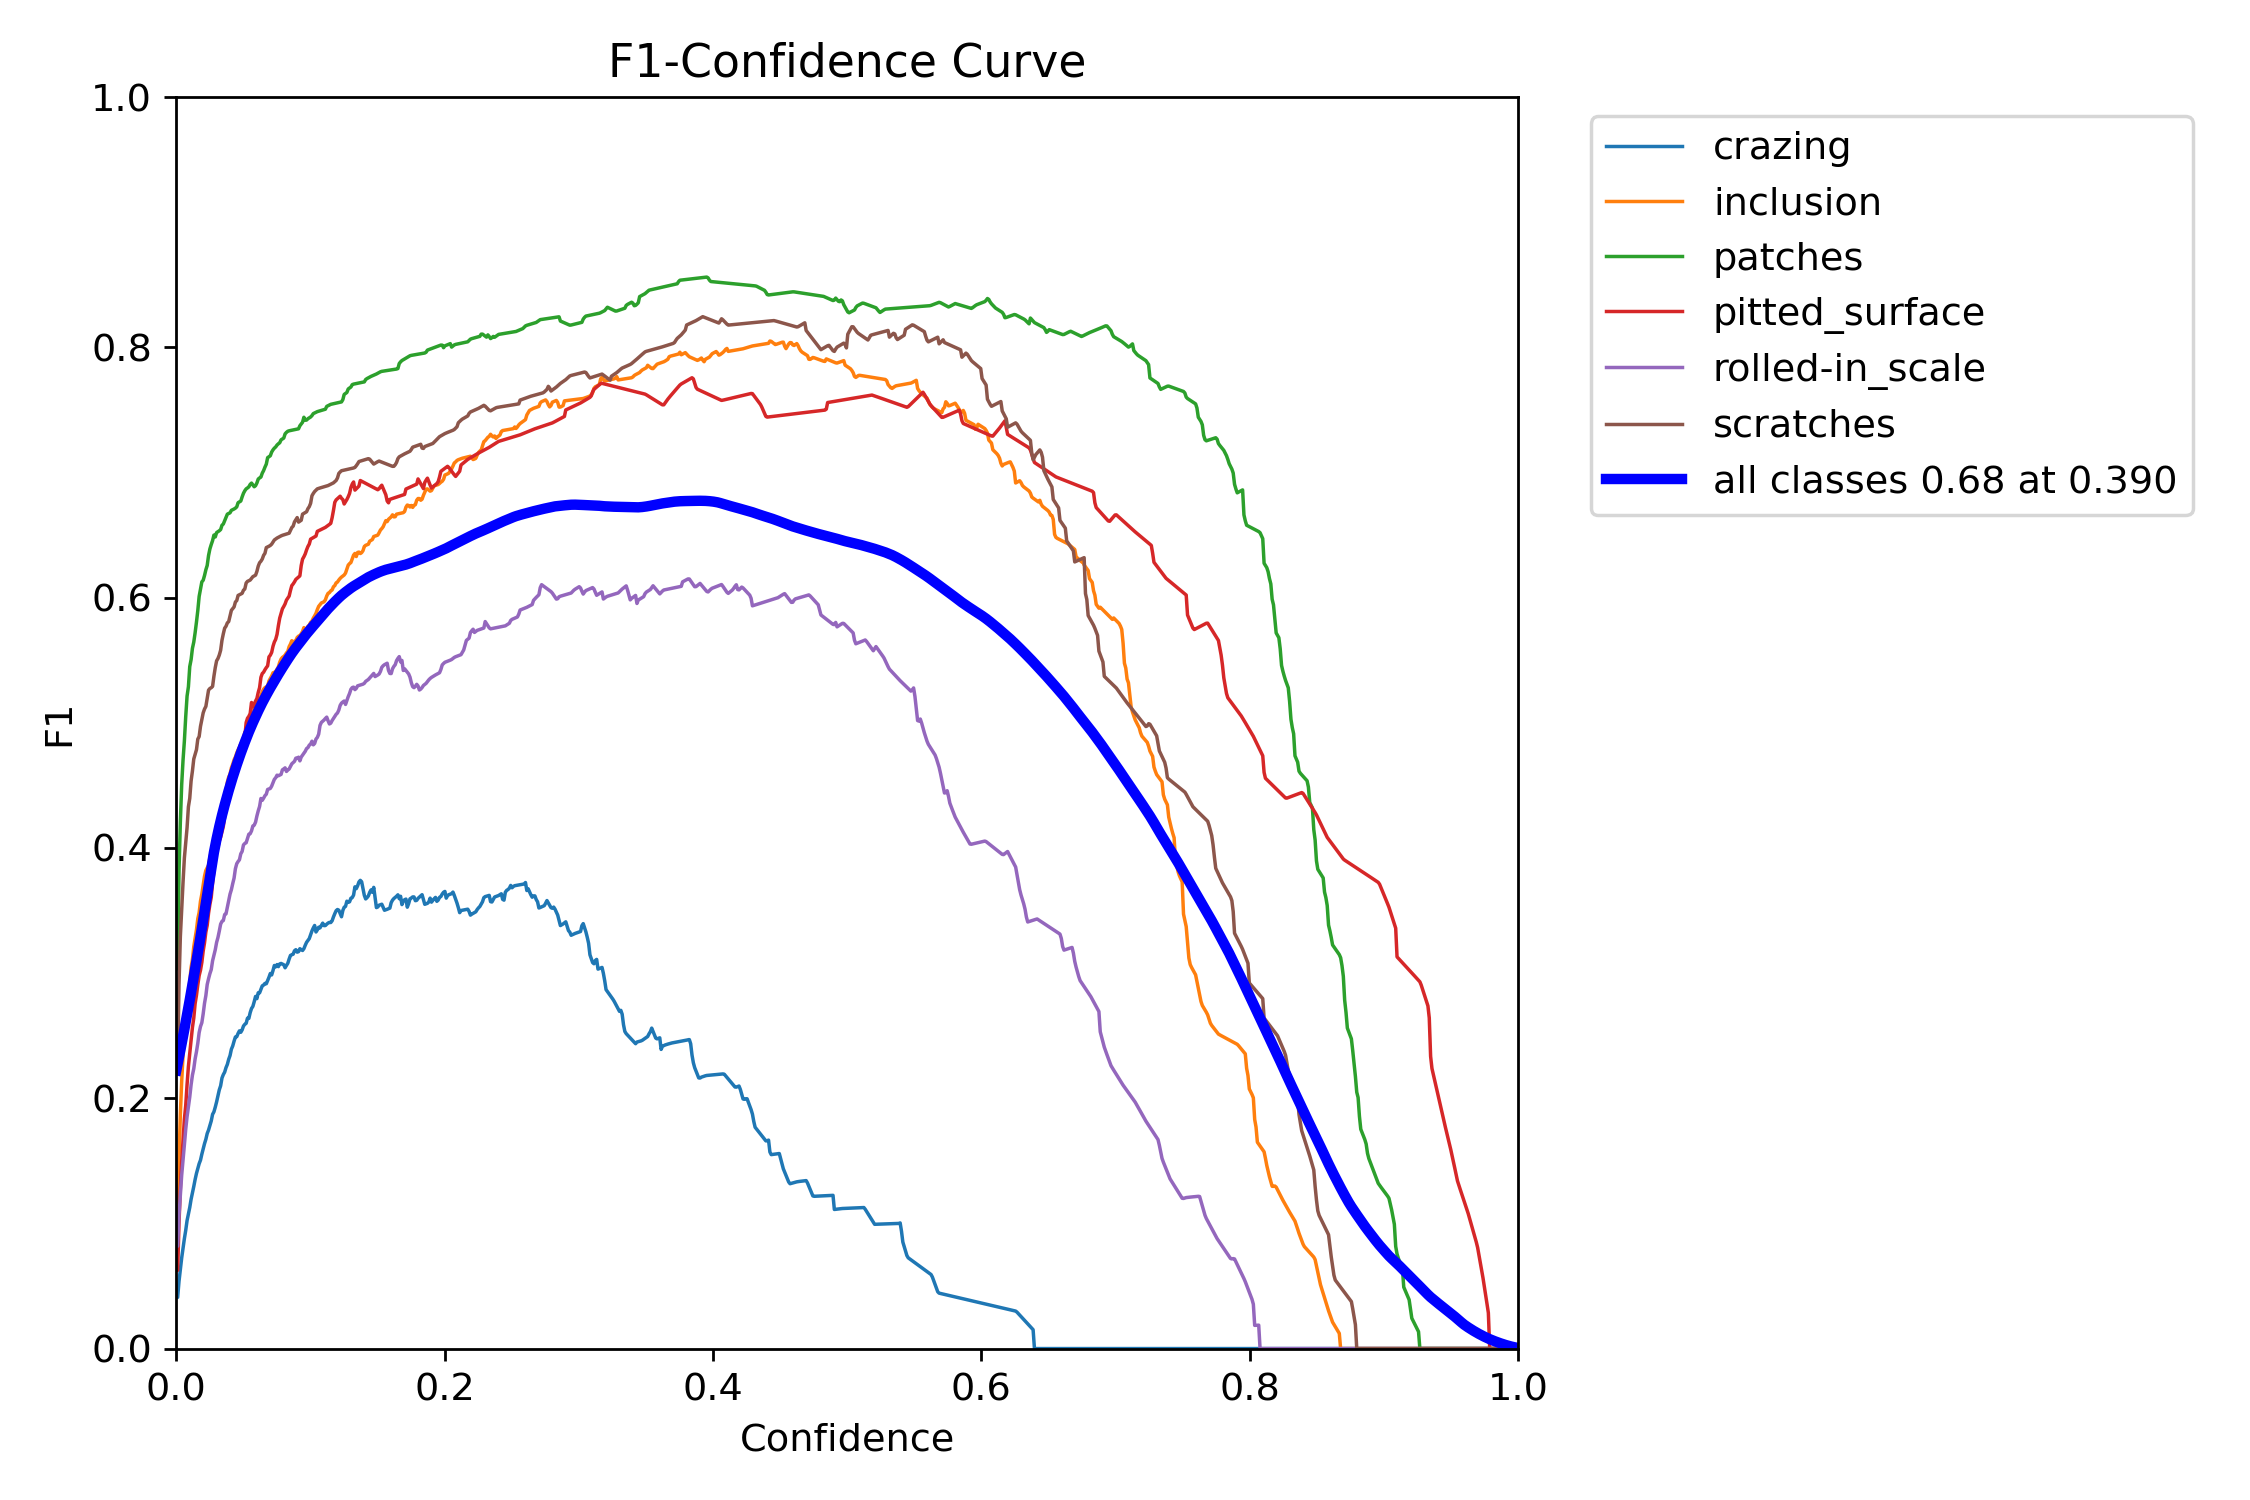 F1-Confidence Curve
1.0
0.8
0.6
0.4
0.2
0.0
F1
0.0 0.2 0.4 0.6 0.8 1.0
Confidence
crazing
inclusion
patches
pitted_surface
rolled-in_scale
scratches
all classes 0.68 at 0.390